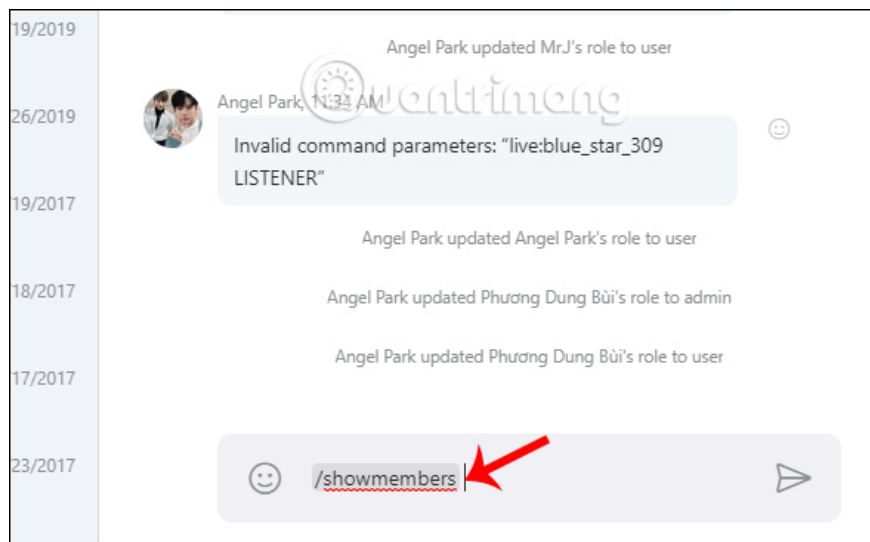 19/2019
Angel Park updated Mr.J's role to user
Quantrimang
Angel Park, 11:34 AM
26/2019
Invalid command parameters: “live:blue_star_309
LISTENER”
19/2017
Angel Park updated Angel Park's role to user
18/2017
Angel Park updated Phương Dung Bùi's role to admin
Angel Park updated Phương Dung Bùi's role to user
17/2017
23/2017
/showmembers